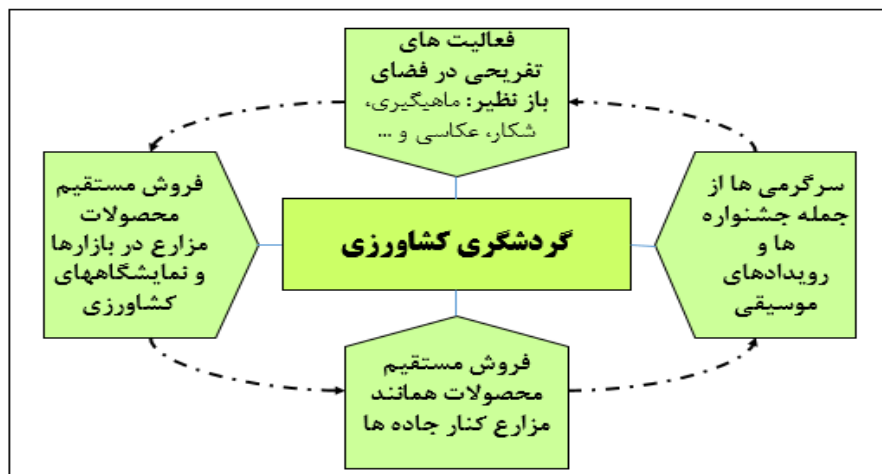 فعالیت های
تفریحی در فضای
باز نظیر: ماهیگیری،
شکار، عکاسی و ...
سرگرمی ها از
جمله جشنواره
ها و
رویدادهای
موسیقی
گردشگری کشاورزی
فروش مستقیم
محصولات
مزارع در بازارها
و نمایشگاههای
کشاورزی
فروش مستقیم
محصولات همانند
مزارع کنار جاده ها